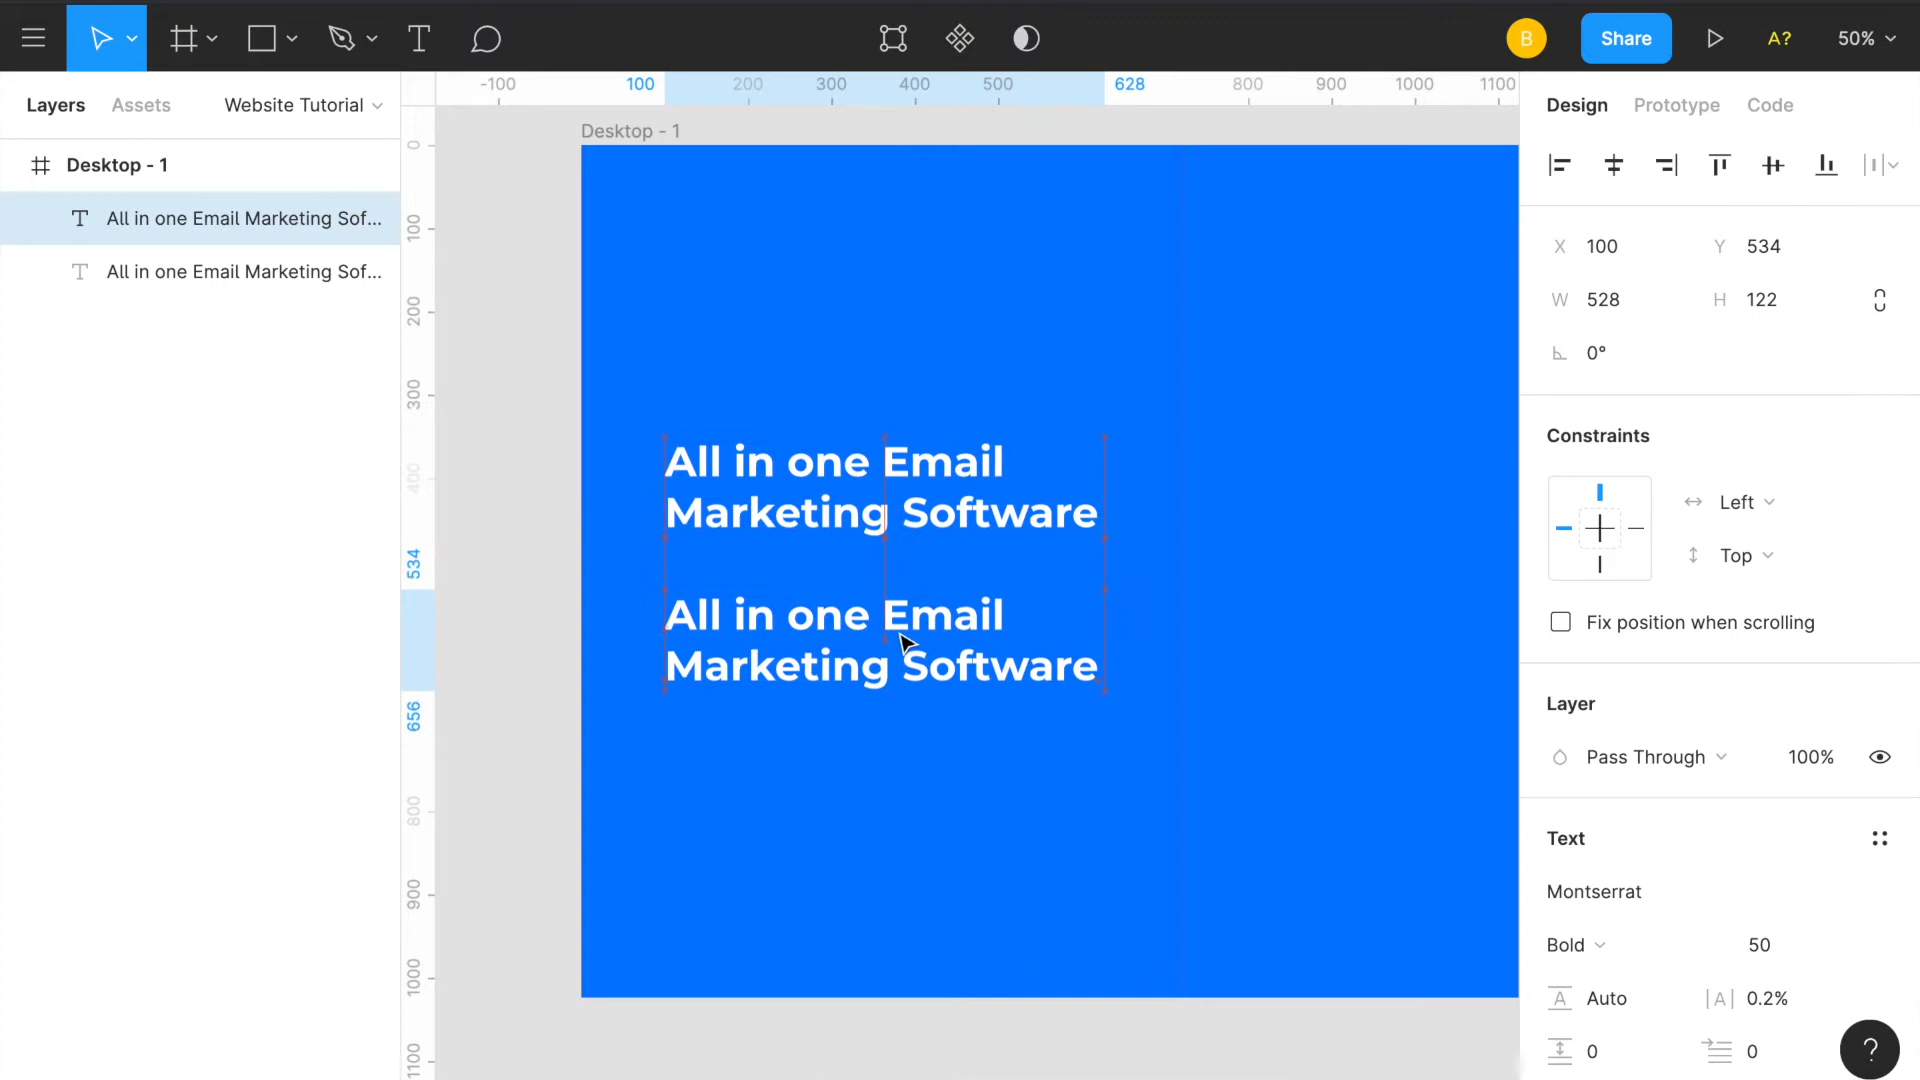 B
Share
A?
50%
Layers
Assets
Website Tutorial
-100
100
200
300
400
500
628
800
900
1000
1100
Design
Prototype
Code
Desktop - 1
All in one Email Marketing Sof...
All in one Email Marketing Sof...
0
100
200
300
400
534
656
800
900
1000
1100
Desktop - 1
All in one Email
Marketing Software
All in one Email
Marketing Software
X 100
Y 534
W 528
H 122
0°
Constraints
Left
Top
Fix position when scrolling
Layer
Pass Through
100%
Text
Montserrat
Bold
50
A Auto
|A| 0.2%
0
0
?